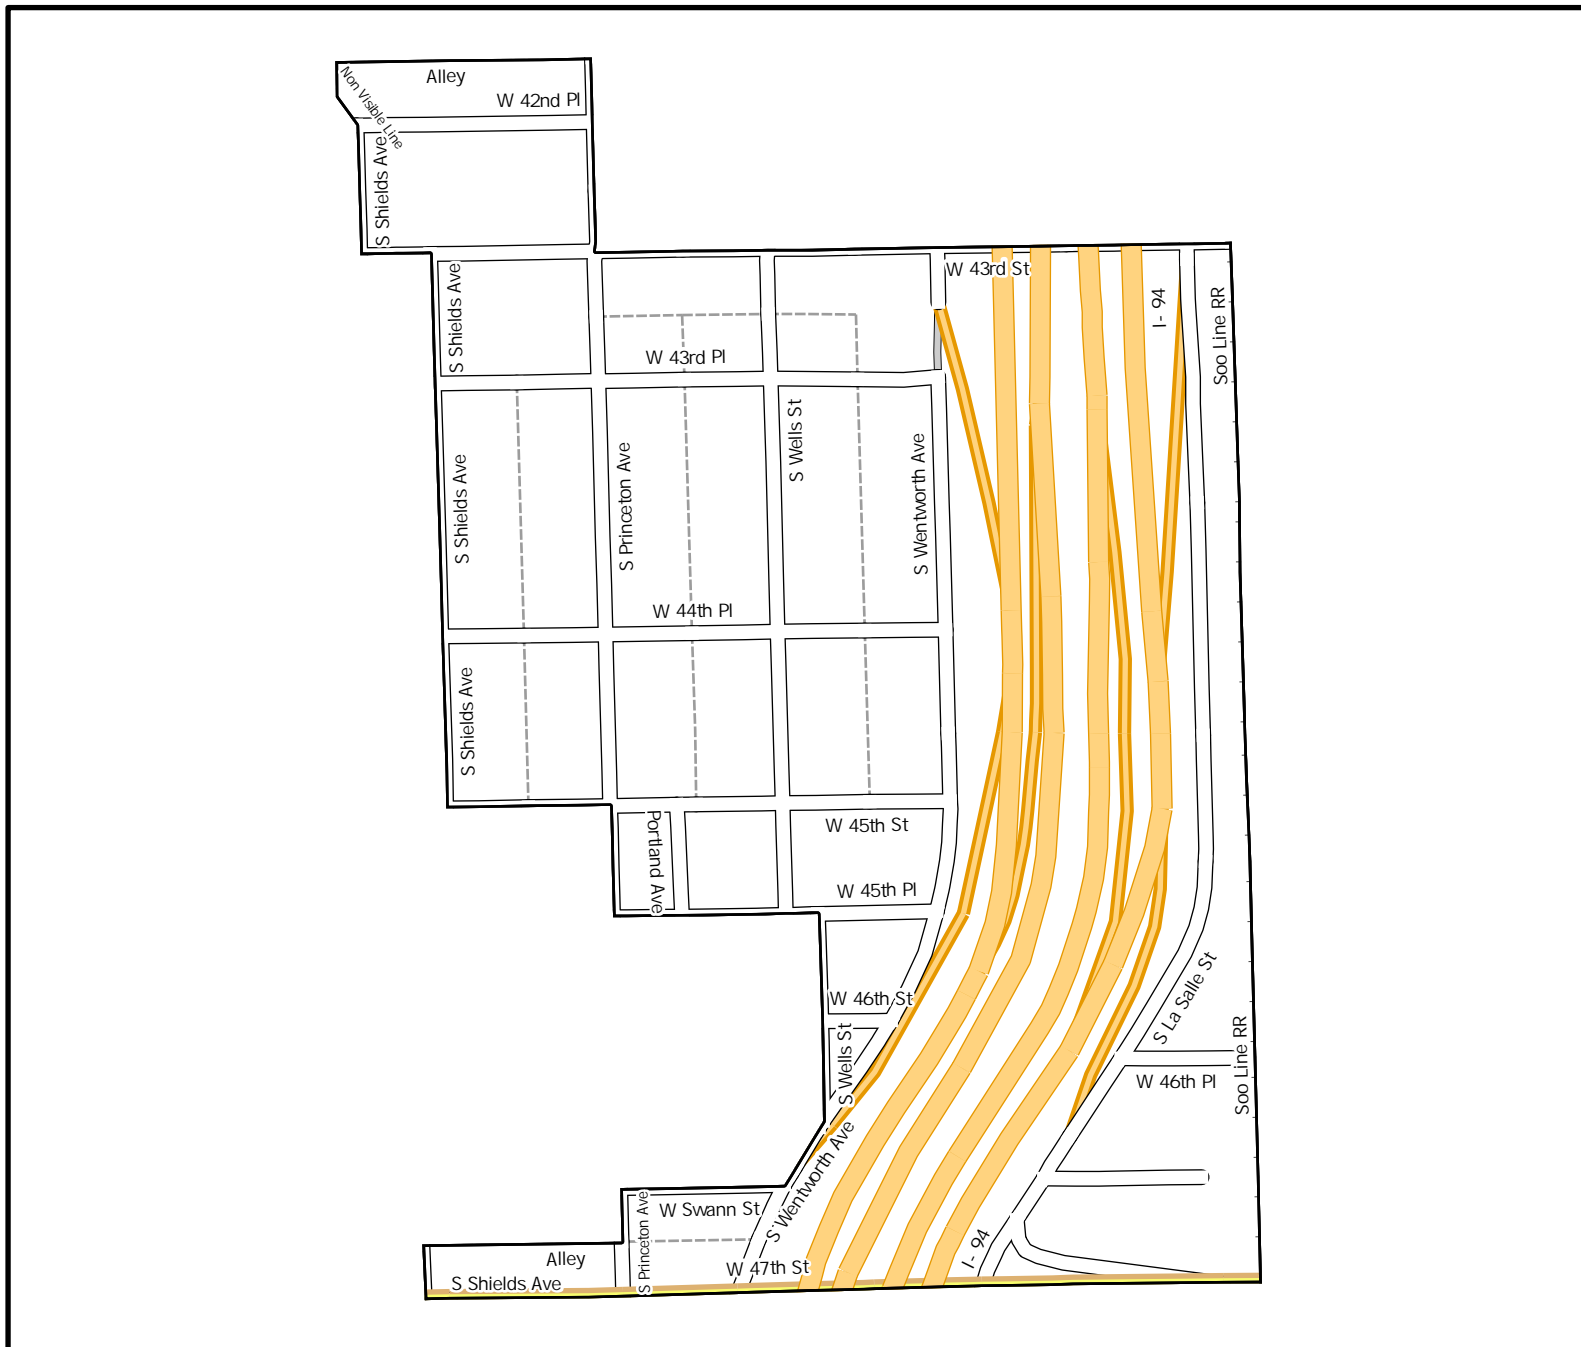 Alley
Non Visible Line
W 42nd Pl
S Shields Ave
W 43rd St
S Shields Ave
I- 94
Soo Line RR
W 43rd Pl
S Wells St
S Princeton Ave
S Wentworth Ave
S Shields Ave
W 44th Pl
S Shields Ave
Portland Ave
W 45th St
W 45th Pl
W 46th St
S La Salle St
S Wells St
Soo Line RR
W 46th Pl
S Wentworth Ave
S Princeton Ave
W Swann St
I- 94
Alley
W 47th St
S Shields Ave